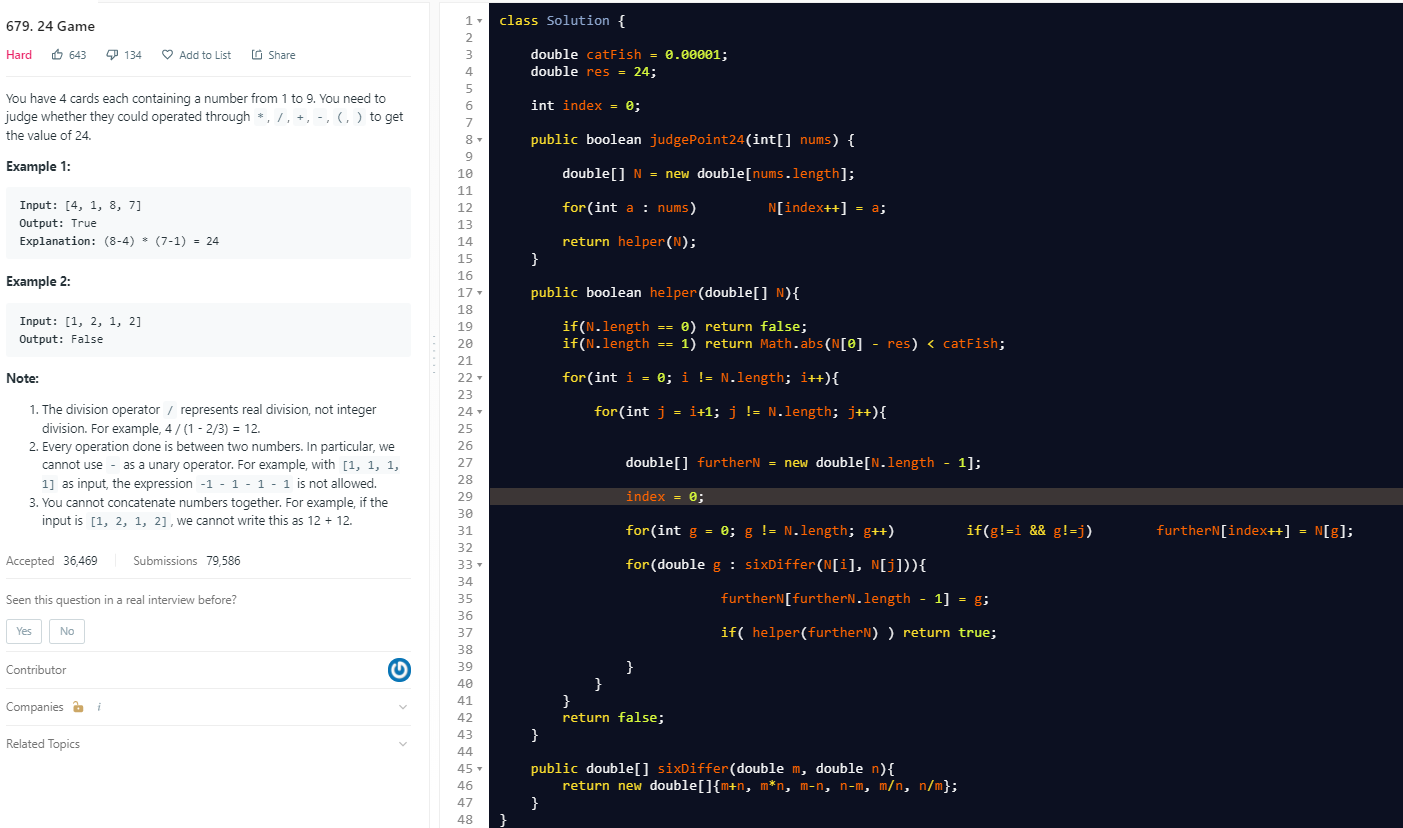 679. 24 Game
Hard 643 134 Add to List Share
You have 4 cards each containing a number from 1 to 9. You need to
judge whether they could operated through *, /, +, -, (, ) to get
the value of 24.
Example 1:
Input: [4, 1, 8, 7]
Output: True
Explanation: (8-4) * (7-1) = 24
Example 2:
Input: [1, 2, 1, 2]
Output: False
Note:
1. The division operator / represents real division, not integer
division. For example, 4 / (1 - 2/3) = 12.
2. Every operation done is between two numbers. In particular, we
cannot use - as a unary operator. For example, with [1, 1, 1,
1] as input, the expression -1 - 1 - 1 - 1 is not allowed.
3. You cannot concatenate numbers together. For example, if the
input is [1, 2, 1, 2], we cannot write this as 12 + 12.
Accepted 36,469 Submissions 79,586
Seen this question in a real interview before?
Yes No
Contributor
Companies i
Related Topics
1 class Solution {
2
3 double catFish = 0.00001;
4 double res = 24;
5
6 int index = 0;
7
8 public boolean judgePoint24(int[] nums) {
9
10 double[] N = new double[nums.length];
11
12 for(int a : nums) N[index++] = a;
13
14 return helper(N);
15 }
16
17 public boolean helper(double[] N){
18
19 if(N.length == 0) return false;
20 if(N.length == 1) return Math.abs(N[0] - res) < catFish;
21
22 for(int i = 0; i != N.length; i++){
23
24 for(int j = i+1; j != N.length; j++){
25
26
27 double[] furtherN = new double[N.length - 1];
28
29 index = 0;
30
31 for(int g = 0; g != N.length; g++) if(g!=i && g!=j) furtherN[index++] = N[g];
32
33 for(double g : sixDiffer(N[i], N[j])){
34
35 furtherN[furtherN.length - 1] = g;
36
37 if( helper(furtherN) ) return true;
38
39 }
40 }
41 }
42 return false;
43 }
44
45 public double[] sixDiffer(double m, double n){
46 return new double[]{m+n, m*n, m-n, n-m, m/n, n/m};
47 }
48 }